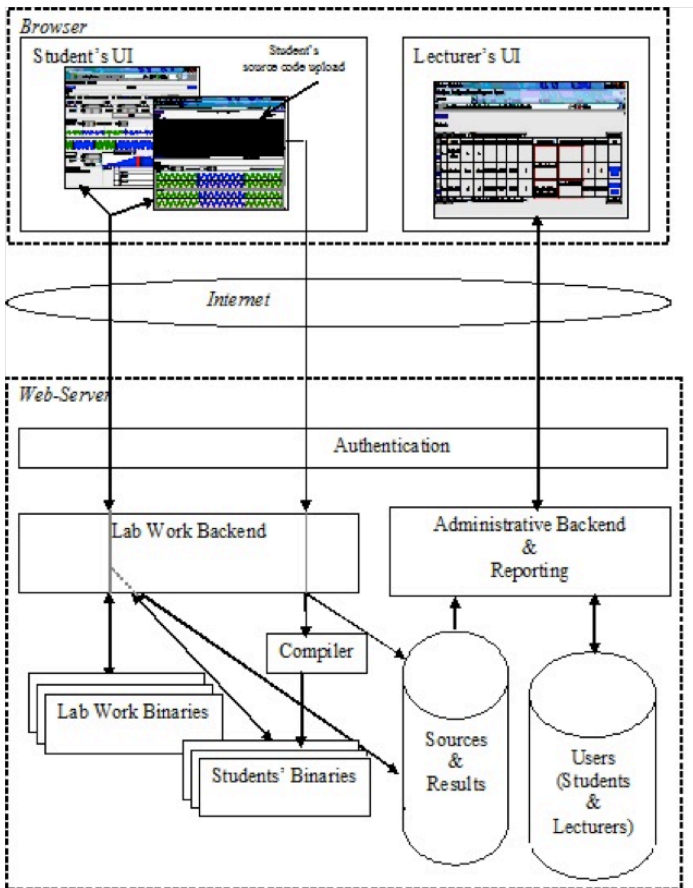 Browser
Student's UI
Student's
source code upload
Lecturer's UI
Internet
Web-Server
Authentication
Lab Work Backend
Administrative Backend
&
Reporting
Compiler
Lab Work Binaries
Students' Binaries
Sources
&
Results
Users
(Students
&
Lecturers)